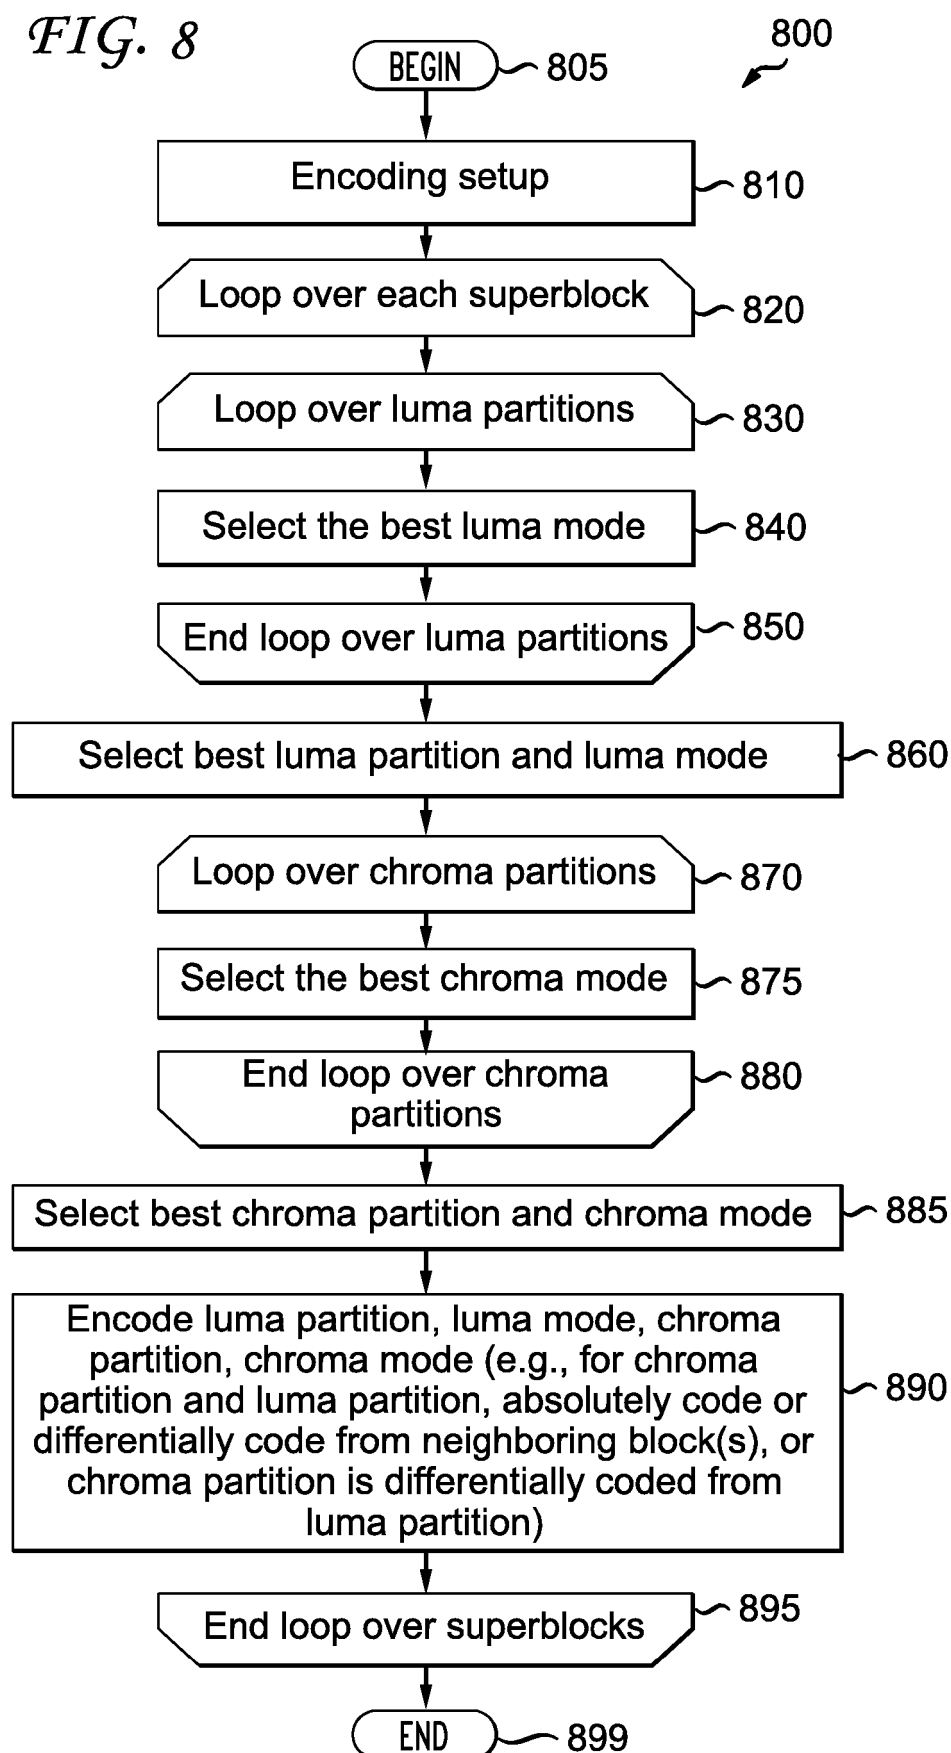 FIG. 8
800
BEGIN 805
Encoding setup 810
Loop over each superblock 820
Loop over luma partitions 830
Select the best luma mode 840
End loop over luma partitions 850
Select best luma partition and luma mode 860
Loop over chroma partitions 870
Select the best chroma mode 875
End loop over chroma
partitions
880
Select best chroma partition and chroma mode 885
Encode luma partition, luma mode, chroma
partition, chroma mode (e.g., for chroma
partition and luma partition, absolutely code or
differentially code from neighboring block(s), or
chroma partition is differentially coded from
luma partition)
890
End loop over superblocks 895
END 899